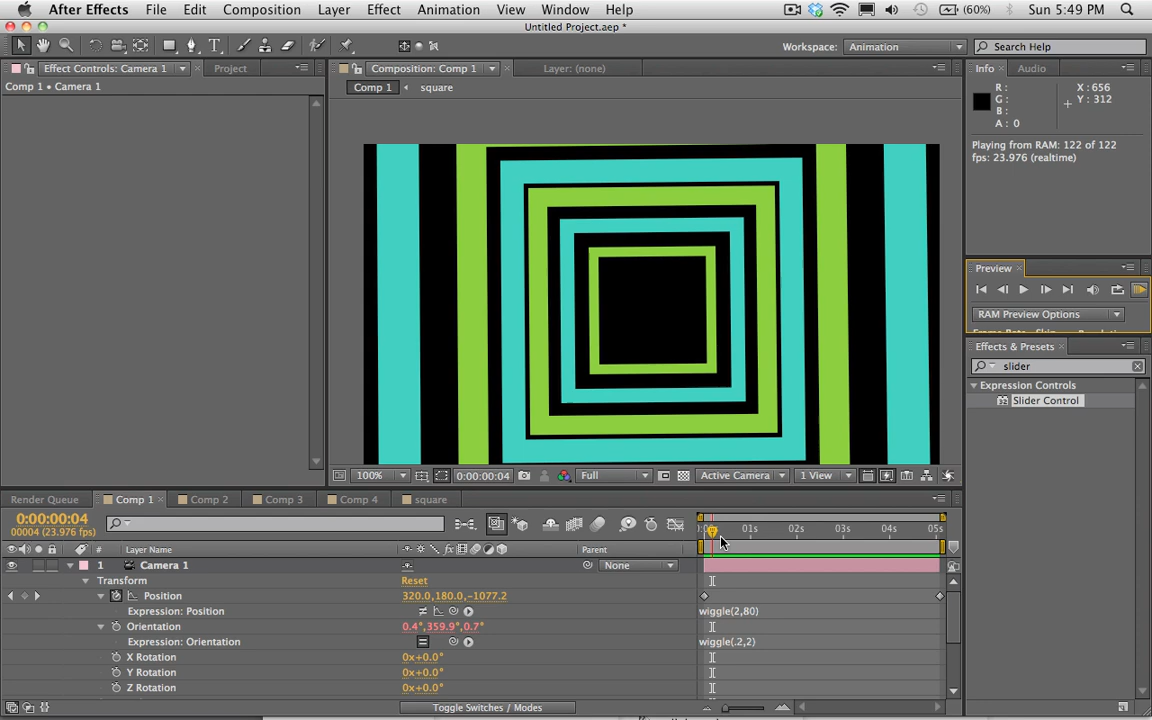 After Effects File Edit Composition Layer Effect Animation View Window Help (60%) Sun 5:49 PM
Untitled Project.aep *
Workspace: Animation Search Help
Effect Controls: Camera 1 Project Composition: Comp 1 Layer: (none) Info Audio
Comp 1 • Camera 1
Comp 1 square
R :
G :
B :
A : 0
X : 656
Y : 312
Playing from RAM: 122 of 122
fps: 23.976 (realtime)
Preview
RAM Preview Options
Effects & Presets
slider
Expression Controls
32 Slider Control
100% 0:00:00:04 Full Active Camera 1 View
Render Queue Comp 1 Comp 2 Comp 3 Comp 4 square
0:00:00:04
00004 (23.976 fps)
01s 02s 03s 04s 05s
# Layer Name Parent
1 Camera 1 None
Transform Reset
Position 320.0,180.0,-1077.2
Expression: Position wiggle(2,80)
Orientation 0.4°,359.9°,0.7°
Expression: Orientation wiggle(.2,2)
X Rotation 0x+0.0°
Y Rotation 0x+0.0°
Z Rotation 0x+0.0°
Toggle Switches / Modes